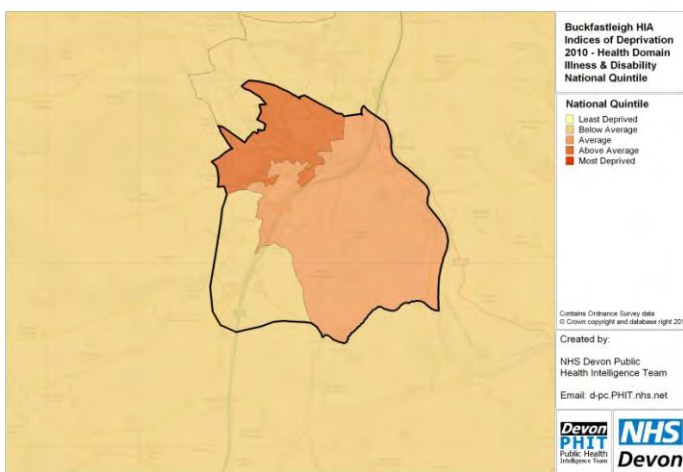 Buckfastleigh HIA
Indices of Deprivation
2010 - Health Domain
Illness & Disability
National Quintile
National Quintile
Least Deprived
Below Average
Average
Above Average
Most Deprived
Contains Ordnance Survey data
© Crown copyright and database right
Created by:
NHS Devon Public
Health Intelligence Team
Email: d-pc.PHIT.nhs.net
Devon
PHIT
Public Health
Intelligence Team
NHS
Devon